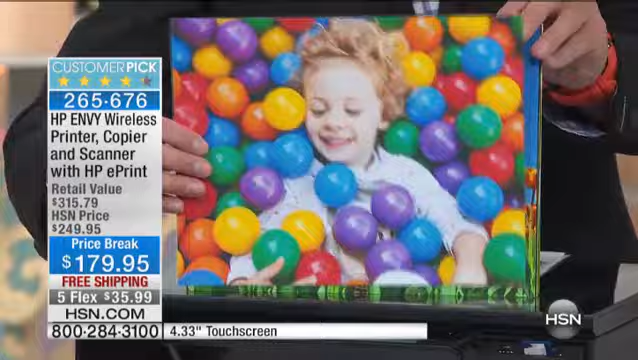 CUSTOMER PICK
265-676
HP ENVY Wireless
Printer, Copier
and Scanner
with HP ePrint
Retail Value
$315.79
HSN Price
$249.95
Price Break
$179.95
FREE SHIPPING
5 Flex $35.99
HSN.COM
800-284-3100
4.33" Touchscreen
HSN